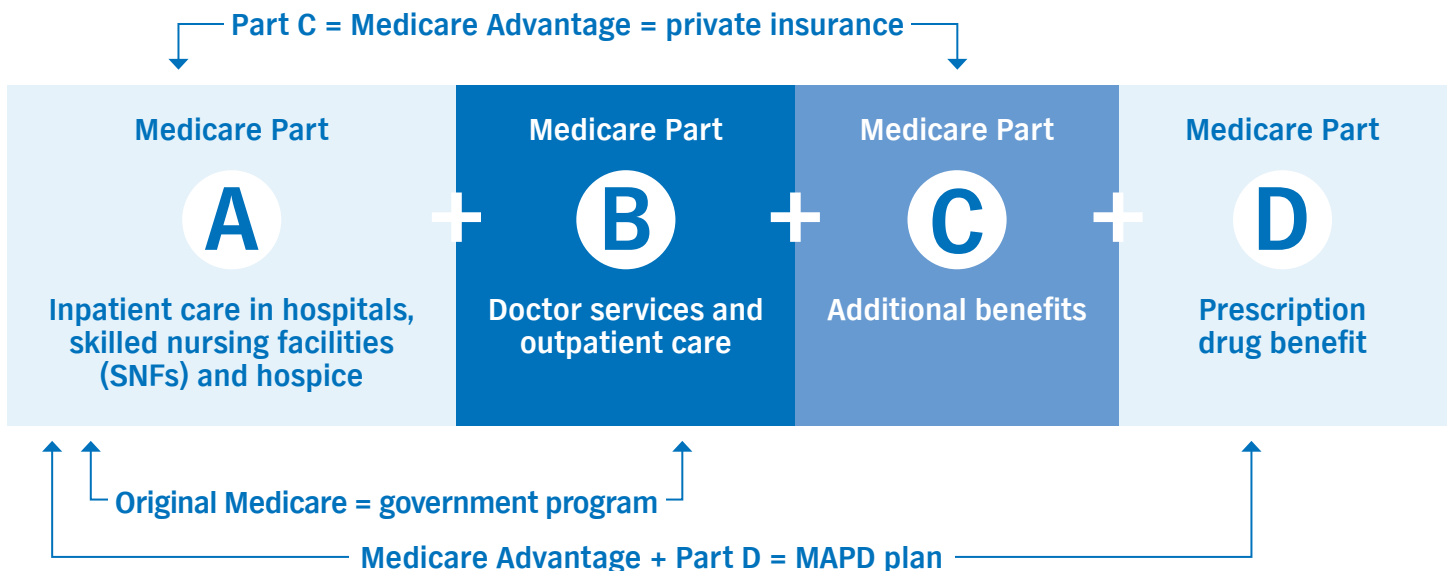 Part C = Medicare Advantage = private insurance
Medicare Part
A
Inpatient care in hospitals,
skilled nursing facilities
(SNFs) and hospice
+
Medicare Part
B
Doctor services and
outpatient care
+
Medicare Part
C
Additional benefits
+
Medicare Part
D
Prescription
drug benefit
Original Medicare = government program
Medicare Advantage + Part D = MAPD plan